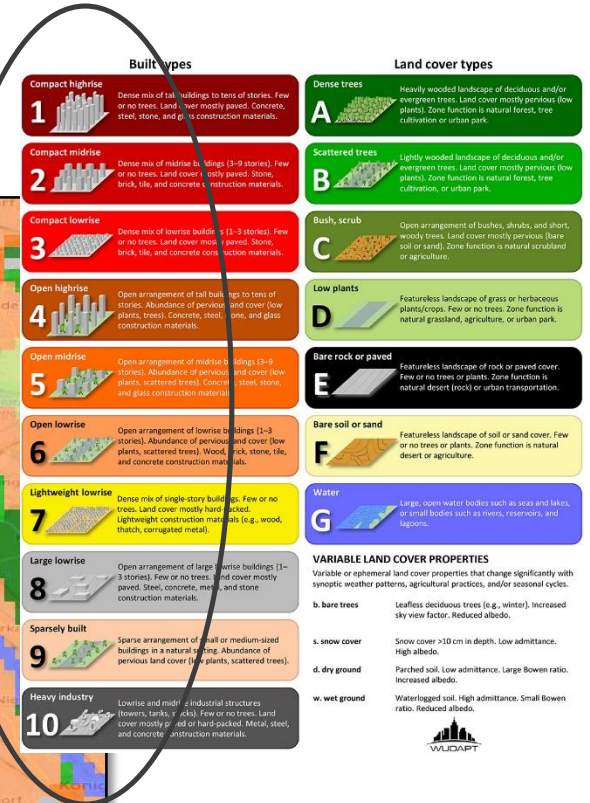 Built types
Compact highrise
1
Dense mix of tall buildings to tens of stories. Few
or no trees. Land cover mostly paved. Concrete,
steel, stone, and glass construction materials.
Compact midrise
2
Dense mix of midrise buildings (3–9 stories). Few
or no trees. Land cover mostly paved. Stone,
brick, tile, and concrete construction materials.
Compact lowrise
3
Dense mix of lowrise buildings (1–3 stories). Few
or no trees. Land cover mostly paved. Stone,
brick, tile, and concrete construction materials.
Open highrise
4
Open arrangement of tall buildings to tens of
stories. Abundance of pervious land cover (low
plants, trees). Concrete, steel, stone, and glass
construction materials.
Open midrise
5
Open arrangement of midrise buildings (3–9
stories). Abundance of pervious land cover (low
plants, scattered trees). Concrete, steel, stone,
and glass construction materials.
Open lowrise
6
Open arrangement of lowrise buildings (1–3
stories). Abundance of pervious land cover (low
plants, scattered trees). Wood, brick, stone, tile,
and concrete construction materials.
Lightweight lowrise
7
Dense mix of single-story buildings. Few or no
trees. Land cover mostly hard-packed.
Lightweight construction materials (e.g., wood,
thatch, corrugated metal).
Large lowrise
8
Open arrangement of large lowrise buildings (1–
3 stories). Few or no trees. Land cover mostly
paved. Steel, concrete, metal, and stone
construction materials.
Sparsely built
9
Sparse arrangement of small or medium-sized
buildings in a natural setting. Abundance of
pervious land cover (low plants, scattered trees).
Heavy industry
10
Lowrise and midrise industrial structures
(towers, tanks, stacks). Few or no trees. Land
cover mostly paved or hard-packed. Metal, steel,
and concrete construction materials.
Land cover types
Dense trees
A
Heavily wooded landscape of deciduous and/or
evergreen trees. Land cover mostly pervious (low
plants). Zone function is natural forest, tree
cultivation or urban park.
Scattered trees
B
Lightly wooded landscape of deciduous and/or
evergreen trees. Land cover mostly pervious (low
plants). Zone function is natural forest, tree
cultivation, or urban park.
Bush, scrub
C
Open arrangement of bushes, shrubs, and short,
woody trees. Land cover mostly pervious [bare
soil or sand]. Zone function is natural scrubland
or agriculture.
Low plants
D
Featureless landscape of grass or herbaceous
plants/crops. Few or no trees. Zone function is
natural grassland, agriculture, or urban park.
Bare rock or paved
E
Featureless landscape of rock or paved cover.
Few or no trees or plants. Zone function is
natural desert (rock) or urban transportation.
Bare soil or sand
F
Featureless landscape of soil or sand cover. Few
or no trees or plants. Zone function is natural
desert or agriculture.
Water
G
Large, open water bodies such as seas and lakes,
or small bodies such as rivers, reservoirs, and
lagoons.
VARIABLE LAND COVER PROPERTIES
Variable or ephemeral land cover properties that change significantly with
synoptic weather patterns, agricultural practices, and/or seasonal cycles.
b. bare trees
Leafless deciduous trees (e.g., winter). Increased
sky view factor. Reduced albedo.
s. snow cover
Snow cover >10 cm in depth. Low admittance.
High albedo.
d. dry ground
Parched soil. Low admittance. Large Bowen ratio.
Increased albedo.
w. wet ground
Waterlogged soil. High admittance. Small Bowen
ratio. Reduced albedo.
WUDAPT